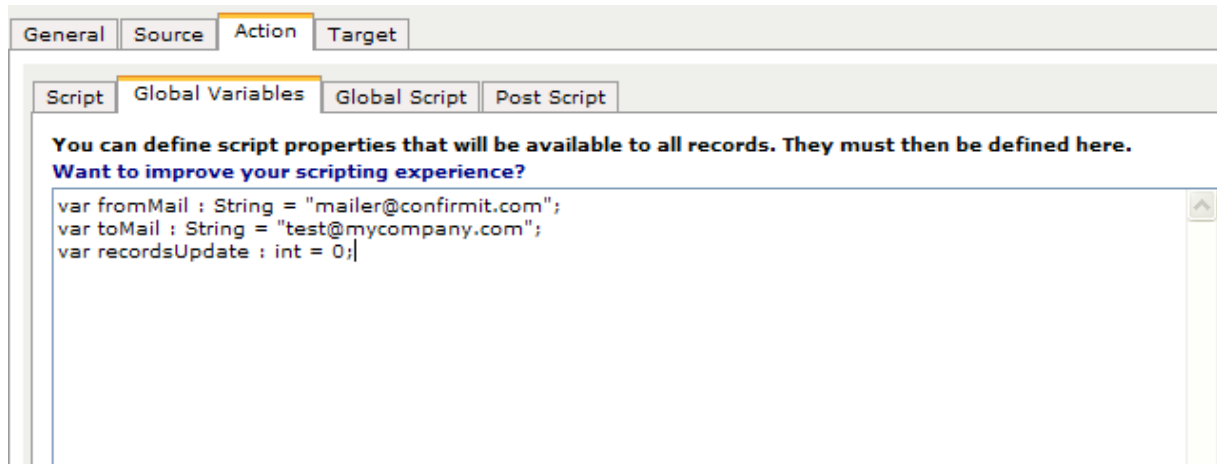 General Source Action Target
Script Global Variables Global Script Post Script
You can define script properties that will be available to all records. They must then be defined here.
Want to improve your scripting experience?
var fromMail : String = "mailer@confirmit.com";
var toMail : String = "test@mycompany.com";
var recordsUpdate : int = 0;